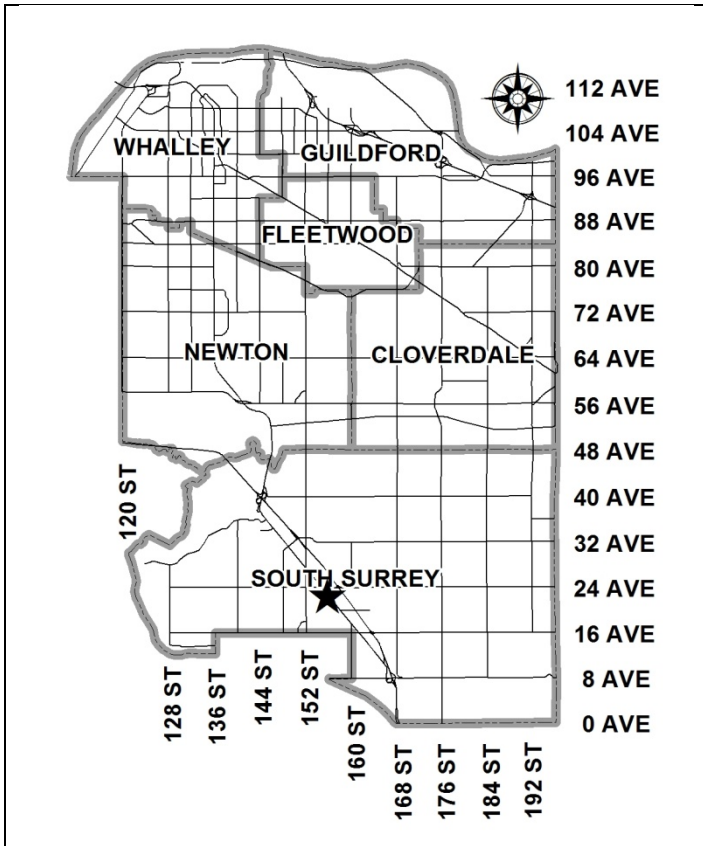 112 AVE
104 AVE
WHALLEY
GUILDFORD
96 AVE
88 AVE
FLEETWOOD
80 AVE
72 AVE
NEWTON
CLOVERDALE
64 AVE
56 AVE
48 AVE
120 ST
40 AVE
32 AVE
SOUTH SURREY
24 AVE
16 AVE
128 ST
136 ST
144 ST
152 ST
160 ST
168 ST
176 ST
184 ST
192 ST
8 AVE
0 AVE